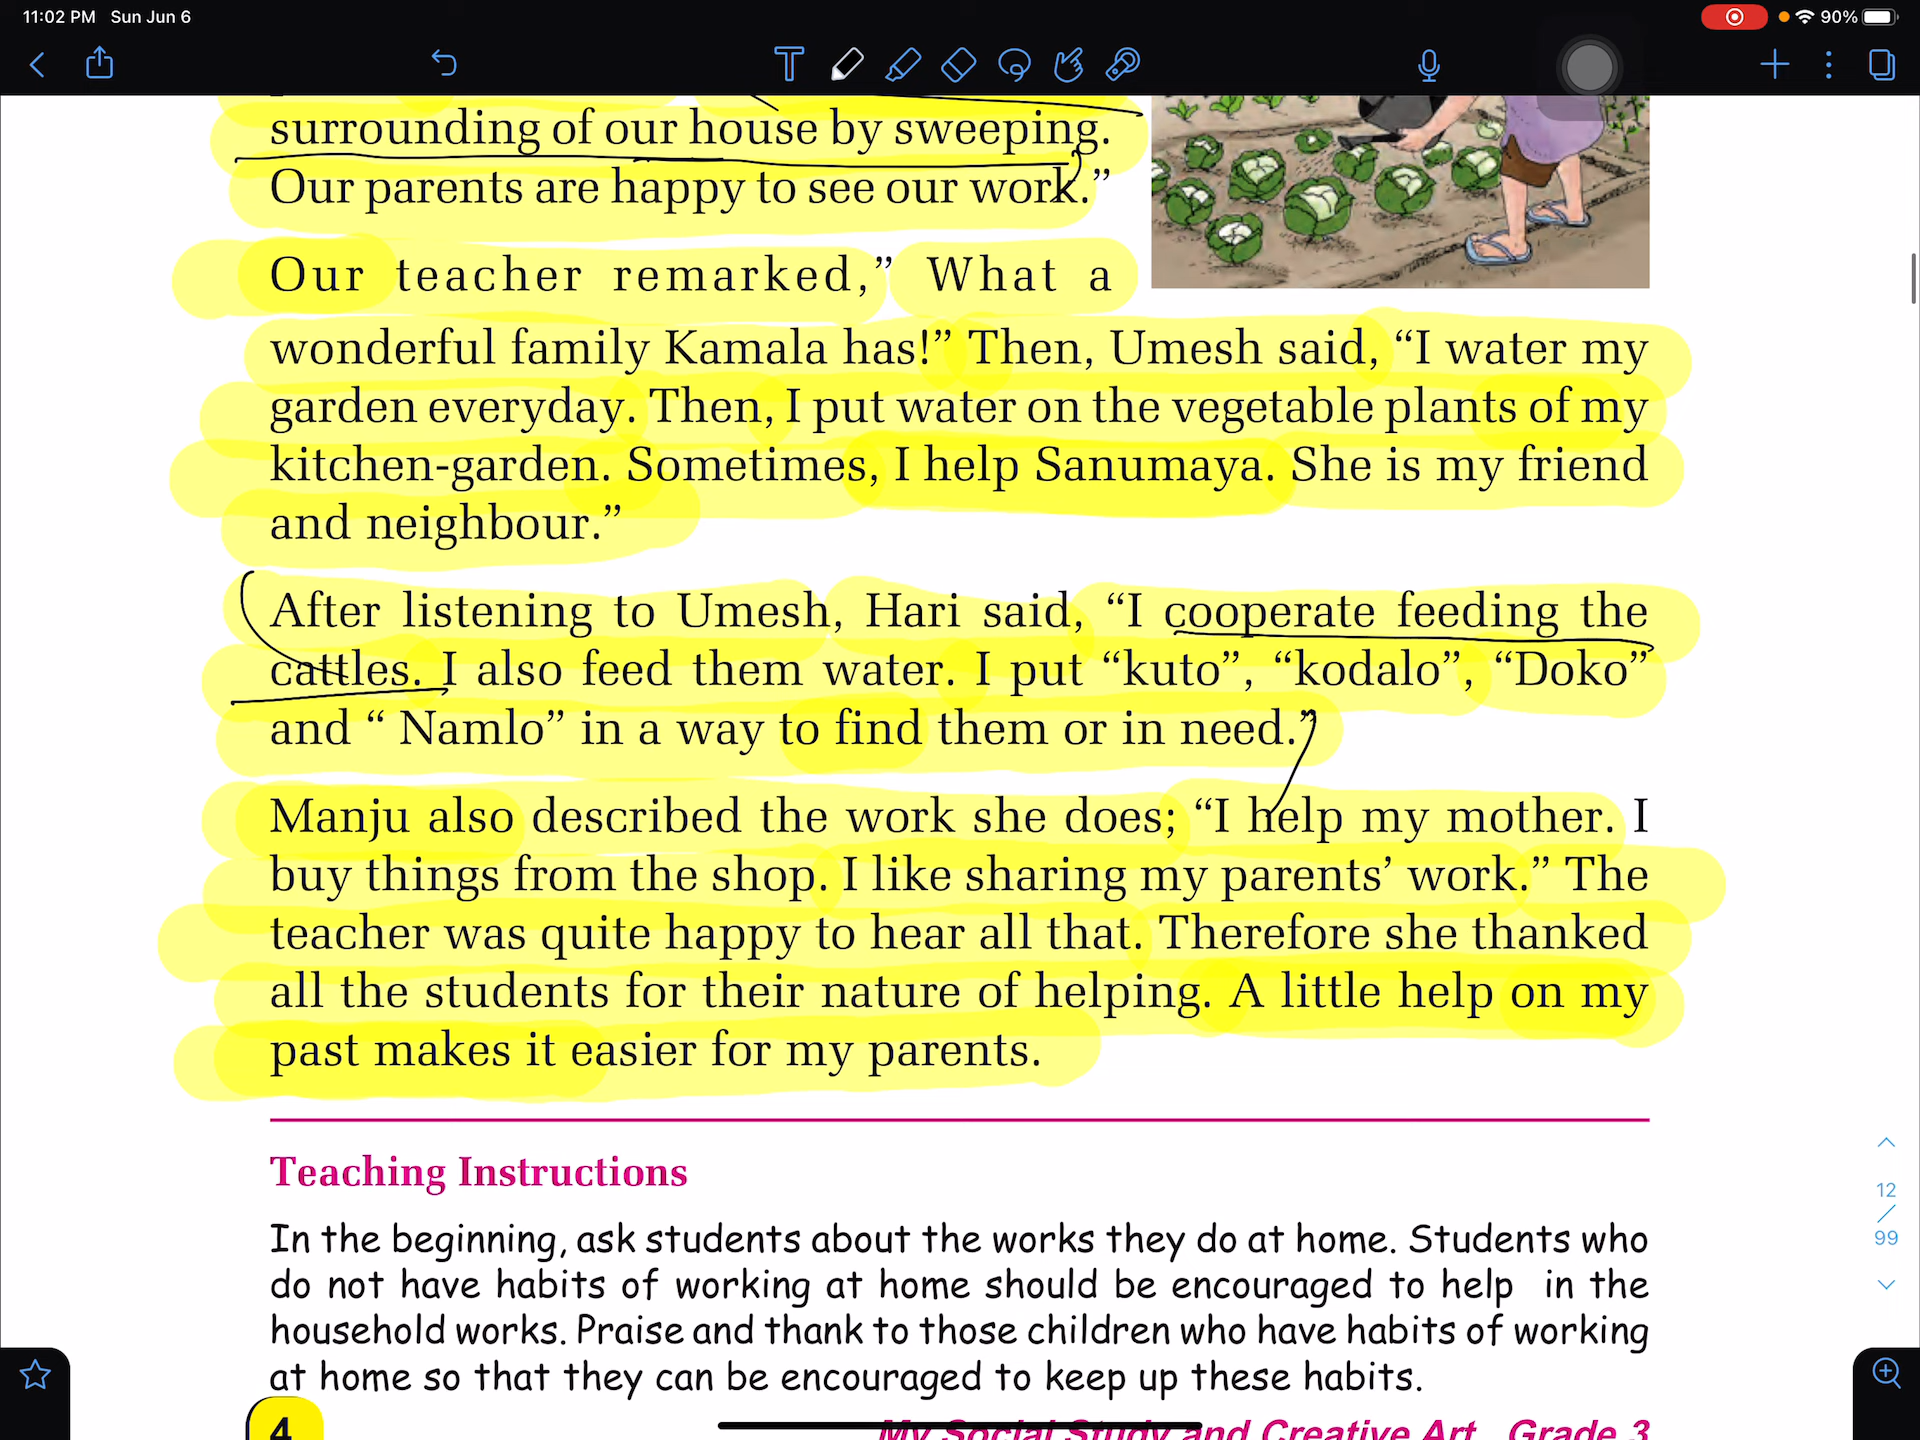 11:02 PM Sun Jun 6
90%
surrounding of our house by sweeping.
Our parents are happy to see our work.”
Our teacher remarked,” What a
wonderful family Kamala has!” Then, Umesh said, “I water my
garden everyday. Then, I put water on the vegetable plants of my
kitchen-garden. Sometimes, I help Sanumaya. She is my friend
and neighbour.”
After listening to Umesh, Hari said, “I cooperate feeding the
cattles. I also feed them water. I put “kuto”, “kodalo”, “Doko”
and “ Namlo” in a way to find them or in need.”
Manju also described the work she does; “I help my mother. I
buy things from the shop. I like sharing my parents’ work.” The
teacher was quite happy to hear all that. Therefore she thanked
all the students for their nature of helping. A little help on my
past makes it easier for my parents.
Teaching Instructions
In the beginning, ask students about the works they do at home. Students who
do not have habits of working at home should be encouraged to help in the
household works. Praise and thank to those children who have habits of working
at home so that they can be encouraged to keep up these habits.
4
My Social Study and Creative Art, Grade 3
12
/
99